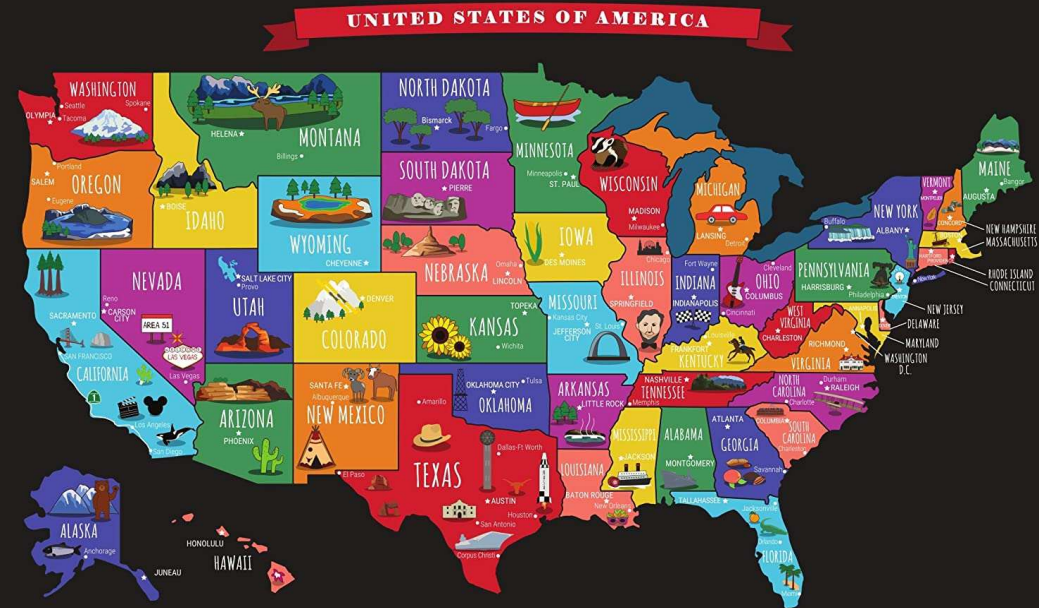 UNITED STATES OF AMERICA
WASHINGTON
Seattle
Spokane
OLYMPIA
Tacoma
Portland
SALEM
OREGON
Eugene
BOISE
IDAHO
HELENA
MONTANA
Billings
NORTH DAKOTA
Bismarck
Fargo
SOUTH DAKOTA
PIERRE
MINNESOTA
Minneapolis
ST. PAUL
WISCONSIN
MADISON
Milwaukee
MICHIGAN
LANSING
Detroit
WYOMING
CHEYENNE
NEBRASKA
Omaha
LINCOLN
IOWA
DES MOINES
ILLINOIS
Chicago
SPRINGFIELD
INDIANA
Fort Wayne
INDIANAPOLIS
OHIO
Cleveland
COLUMBUS
Cincinnati
PENNSYLVANIA
HARRISBURG
Philadelphia
NEW YORK
Buffalo
ALBANY
New York
VERMONT
MONTPELIER
CONCORD
MAINE
Bangor
AUGUSTA
NEW HAMPSHIRE
MASSACHUSETTS
RHODE ISLAND
CONNECTICUT
NEW JERSEY
DELAWARE
MARYLAND
WASHINGTON
D.C.
NEVADA
Reno
CARSON
CITY
AREA 51
LAS VEGAS
Las Vegas
SACRAMENTO
SAN FRANCISCO
CALIFORNIA
1
Los Angeles
San Diego
SALT LAKE CITY
Provo
UTAH
DENVER
COLORADO
KANSAS
TOPEKA
Wichita
MISSOURI
Kansas City
JEFFERSON
CITY
St. Louis
KENTUCKY
Louisville
FRANKFORT
WEST
VIRGINIA
CHARLESTON
RICHMOND
VIRGINIA
ARIZONA
PHOENIX
SANTA FE
Albuquerque
NEW MEXICO
OKLAHOMA CITY
Tulsa
OKLAHOMA
ARKANSAS
LITTLE ROCK
NASHVILLE
TENNESSEE
Memphis
NORTH
CAROLINA
Durham
RALEIGH
Charlotte
COLUMBIA
SOUTH
CAROLINA
Charleston
MISSISSIPPI
JACKSON
ALABAMA
MONTGOMERY
ATLANTA
GEORGIA
Savannah
TEXAS
Amarillo
El Paso
Dallas-Ft Worth
AUSTIN
Houston
San Antonio
Corpus Christi
LOUISIANA
BATON ROUGE
New Orleans
TALLAHASSEE
Jacksonville
Orlando
FLORIDA
Miami
ALASKA
Anchorage
JUNEAU
HONOLULU
HAWAII